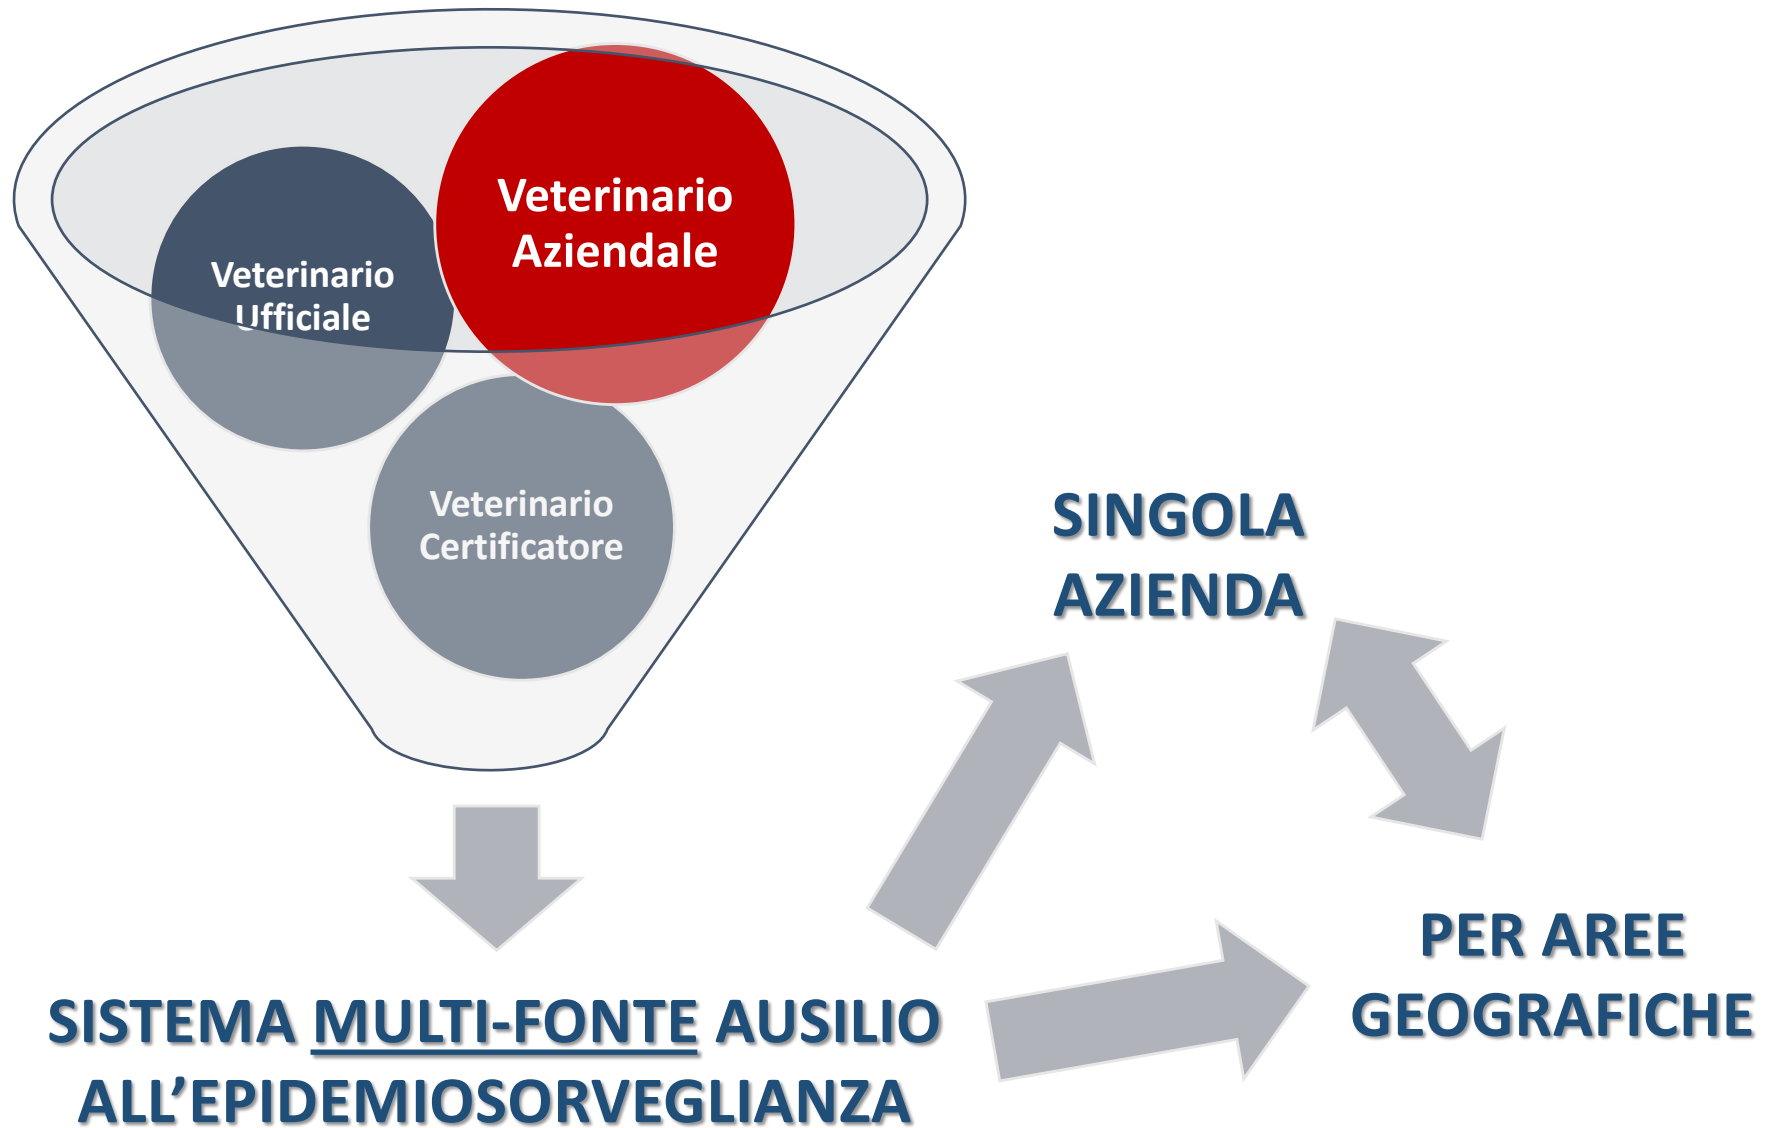 Veterinario
Aziendale
Veterinario
Ufficiale
Veterinario
Certificatore
SINGOLA
AZIENDA
PER AREE
GEOGRAFICHE
SISTEMA MULTI-FONTE AUSILIO
ALL’EPIDEMIOSORVEGLIANZA